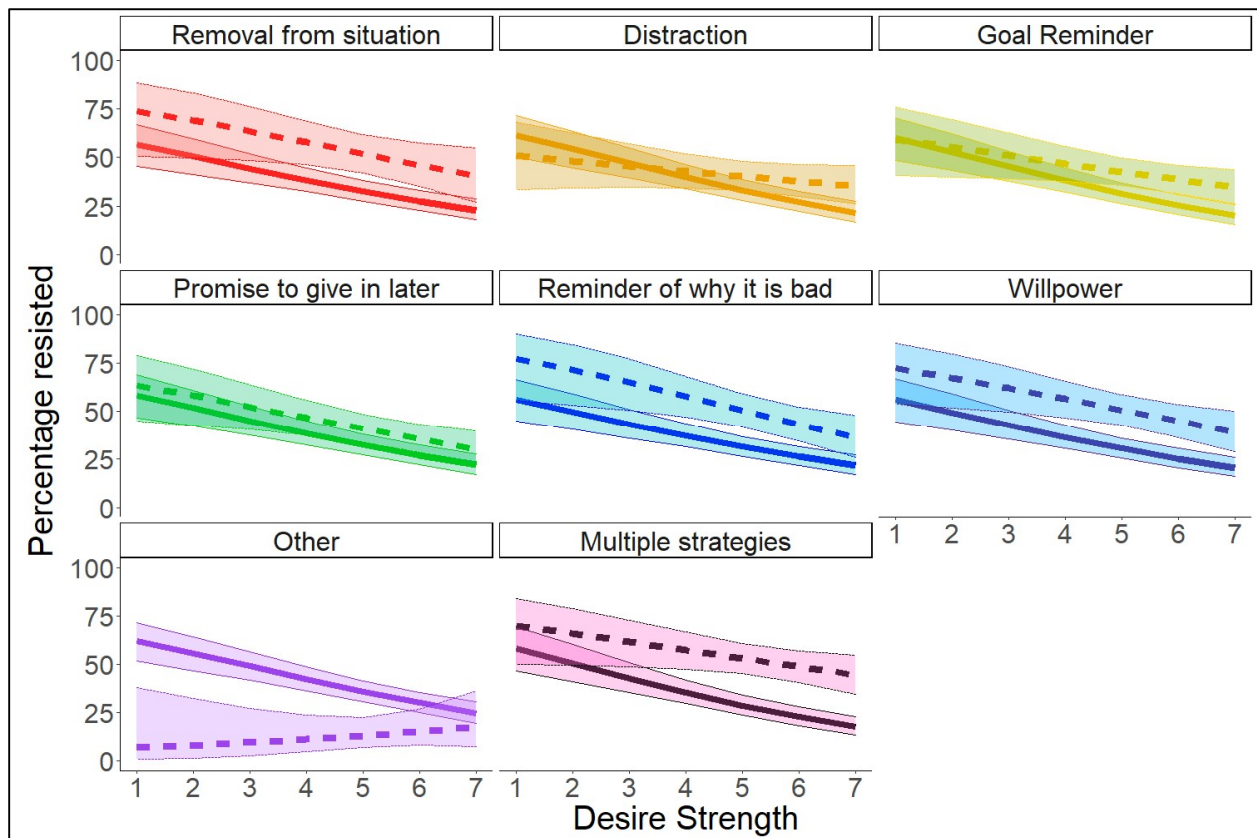 Removal from situation
Distraction
Goal Reminder
100
75
50
25
0
Promise to give in later
Reminder of why it is bad
Willpower
100
75
50
25
0
1 2 3 4 5 6 7
Other
Multiple strategies
100
75
50
25
0
1 2 3 4 5 6 7
1 2 3 4 5 6 7
Percentage resisted
Desire Strength